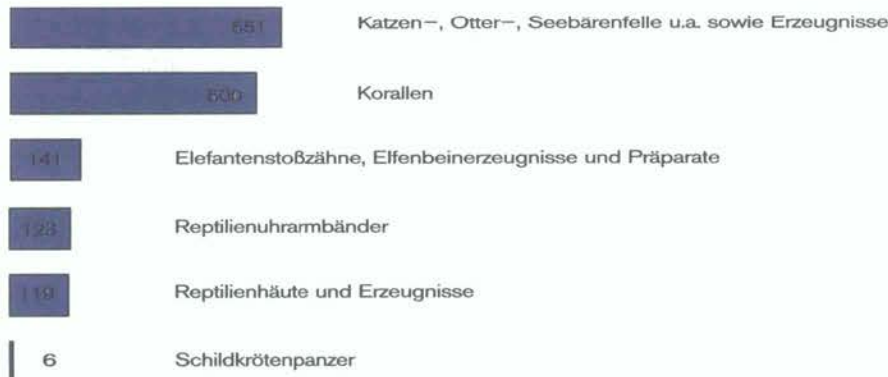 551 Katzen-, Otter-, Seebärenfelle u.a. sowie Erzeugnisse
500 Korallen
141 Elefantenstoßzähne, Elfenbeinerzeugnisse und Präparate
123 Reptilienuhrarmbänder
119 Reptilienhäute und Erzeugnisse
6 Schildkrötenpanzer